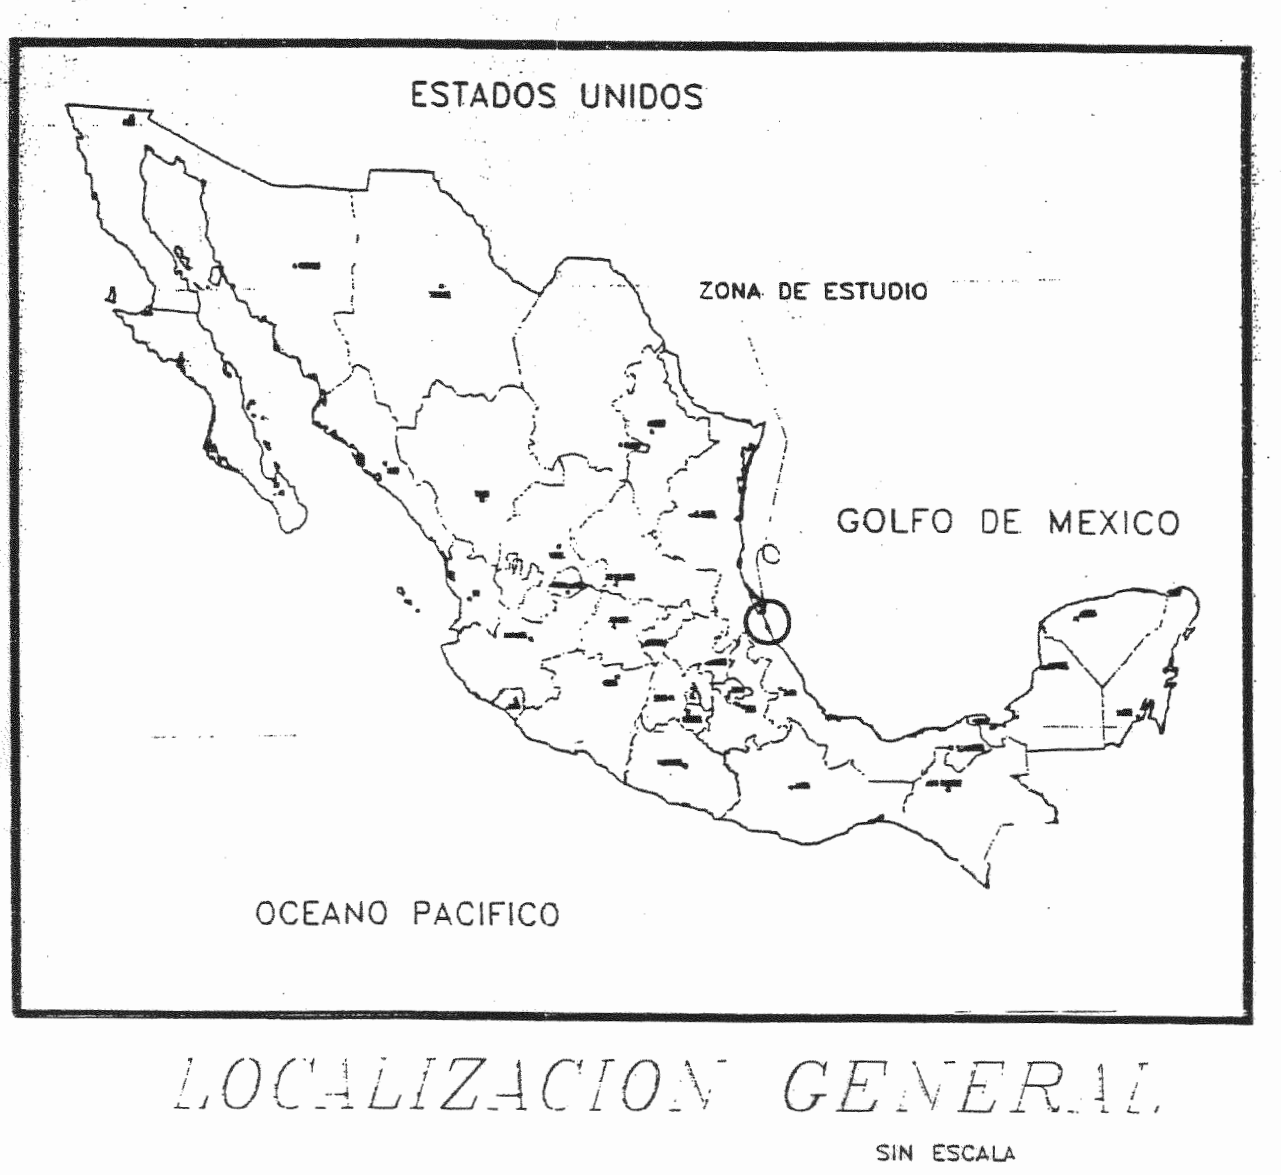 ESTADOS UNIDOS
ZONA DE ESTUDIO
GOLFO DE MEXICO
OCEANO PACIFICO
LOCALIZACION GENERAL
SIN ESCALA